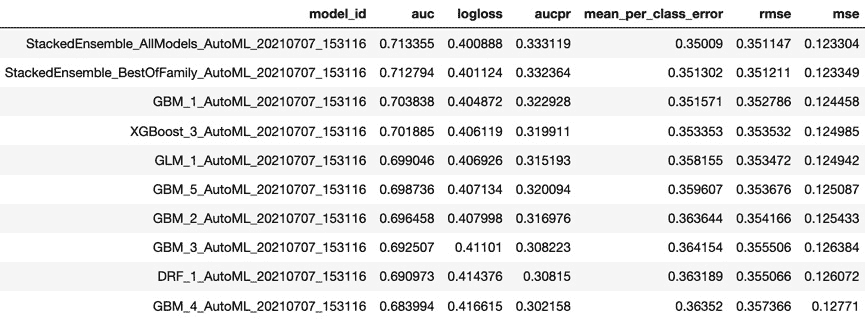 model_id auc logloss aucpr mean_per_class_error rmse mse
StackedEnsemble_AllModels_AutoML_20210707_153116 0.713355 0.400888 0.333119 0.35009 0.351147 0.123304
StackedEnsemble_BestOfFamily_AutoML_20210707_153116 0.712794 0.401124 0.332364 0.351302 0.351211 0.123349
GBM_1_AutoML_20210707_153116 0.703838 0.404872 0.322928 0.351571 0.352786 0.124458
XGBoost_3_AutoML_20210707_153116 0.701885 0.406119 0.319911 0.353353 0.353532 0.124985
GLM_1_AutoML_20210707_153116 0.699046 0.406926 0.315193 0.358155 0.353472 0.124942
GBM_5_AutoML_20210707_153116 0.698736 0.407134 0.320094 0.359607 0.353676 0.125087
GBM_2_AutoML_20210707_153116 0.696458 0.407998 0.316976 0.363644 0.354166 0.125433
GBM_3_AutoML_20210707_153116 0.692507 0.41101 0.308223 0.364154 0.355506 0.126384
DRF_1_AutoML_20210707_153116 0.690973 0.414376 0.30815 0.363189 0.355066 0.126072
GBM_4_AutoML_20210707_153116 0.683994 0.416615 0.302158 0.36352 0.357366 0.12771